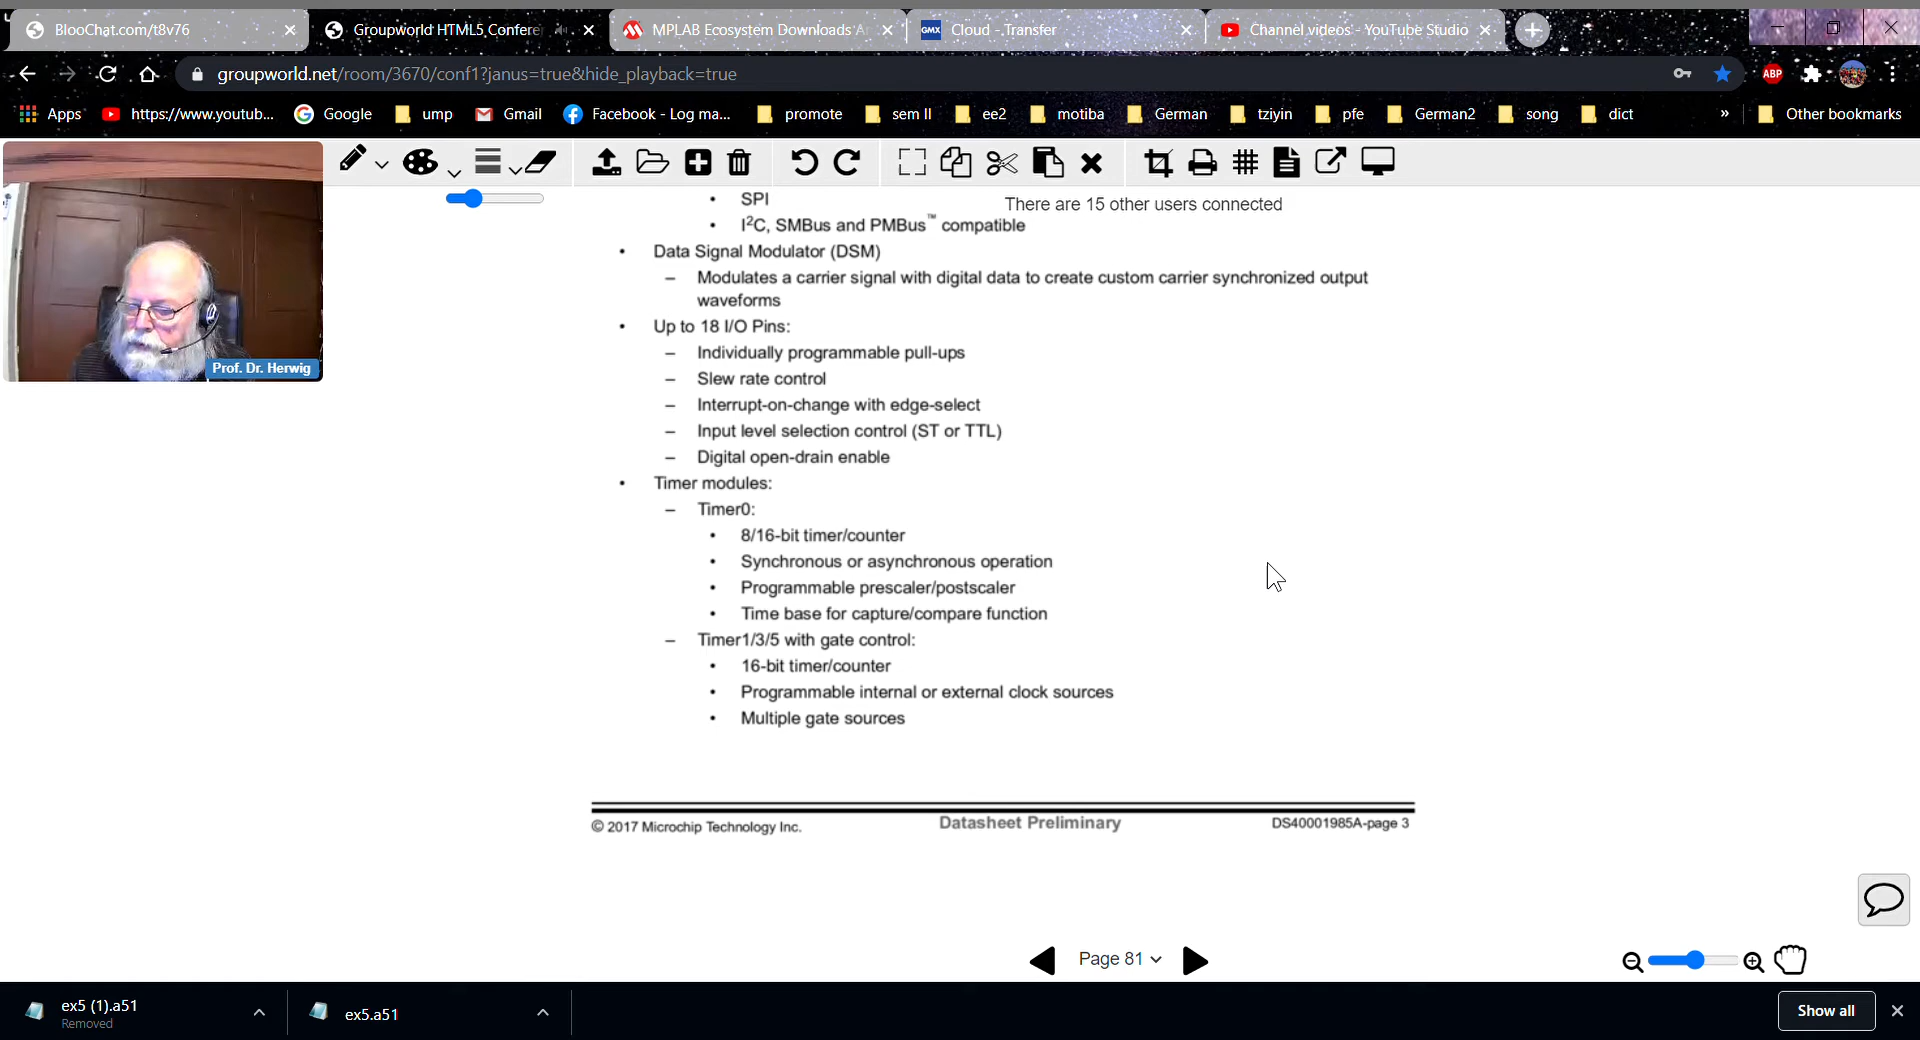 BlooChat.com/t8v76
Groupworld HTML5 Confere
MPLAB Ecosystem Downloads Ar
GMX Cloud - Transfer
Channel videos - YouTube Studio
groupworld.net/room/3670/conf1?janus=true&hide_playback=true
ABP
Apps
https://www.youtub...
Google
ump
Gmail
Facebook - Log ma...
promote
sem II
ee2
motiba
German
tziyin
pfe
German2
song
dict
»
Other bookmarks
Prof. Dr. Herwig
There are 15 other users connected
• SPI
• I²C, SMBus and PMBus™ compatible
• Data Signal Modulator (DSM)
– Modulates a carrier signal with digital data to create custom carrier synchronized output
waveforms
• Up to 18 I/O Pins:
– Individually programmable pull-ups
– Slew rate control
– Interrupt-on-change with edge-select
– Input level selection control (ST or TTL)
– Digital open-drain enable
• Timer modules:
– Timer0:
• 8/16-bit timer/counter
• Synchronous or asynchronous operation
• Programmable prescaler/postscaler
• Time base for capture/compare function
– Timer1/3/5 with gate control:
• 16-bit timer/counter
• Programmable internal or external clock sources
• Multiple gate sources
© 2017 Microchip Technology Inc.
Datasheet Preliminary
DS40001985A-page 3
Page 81
ex5 (1).a51
Removed
ex5.a51
Show all